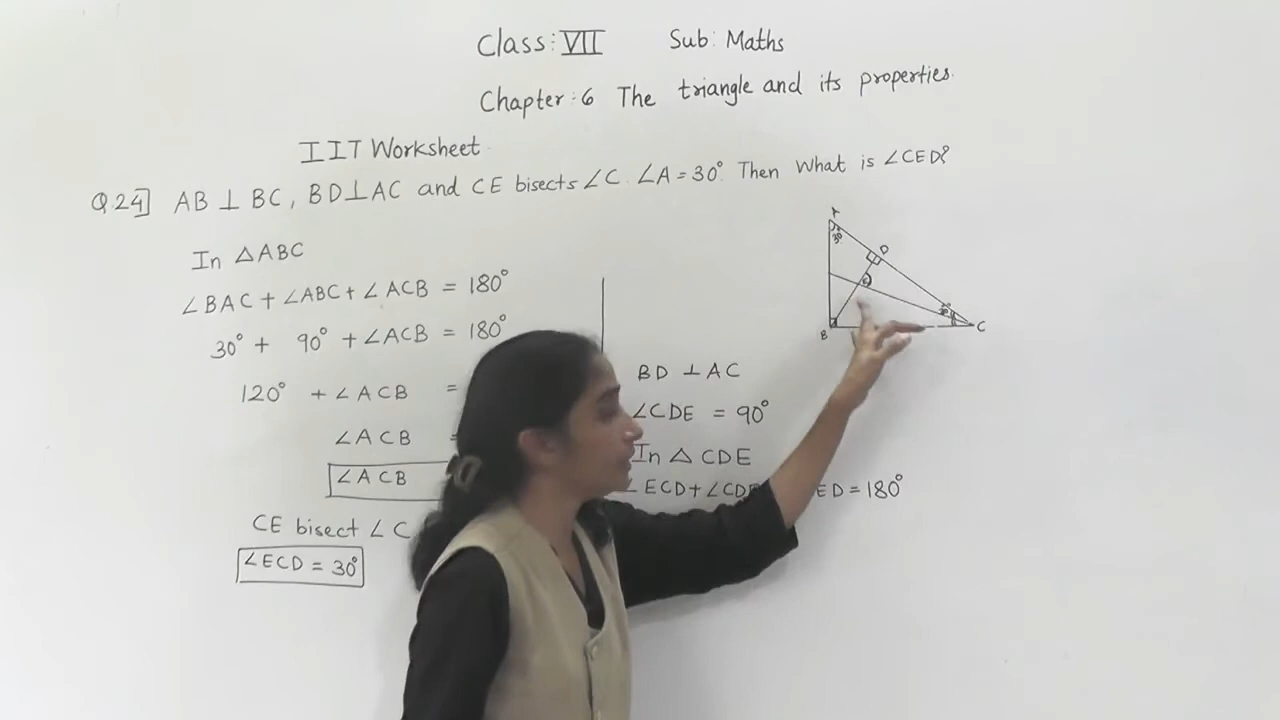 Class: VII Sub: Maths
Chapter: 6 The triangle and its properties.
IIT Worksheet
Q.24] AB ⊥ BC, BD ⊥ AC and CE bisects ∠C. ∠A = 30°. Then What is ∠CED?
In △ABC
∠BAC + ∠ABC + ∠ACB = 180°
30° + 90° + ∠ACB = 180°
120° + ∠ACB =
∠ACB
∠ACB
CE bisect ∠C
∠ECD = 30°
BD ⊥ AC
∠CDE = 90°
In △CDE
∠ECD + ∠CDE ED = 180°
A
30°
D
E
B
C